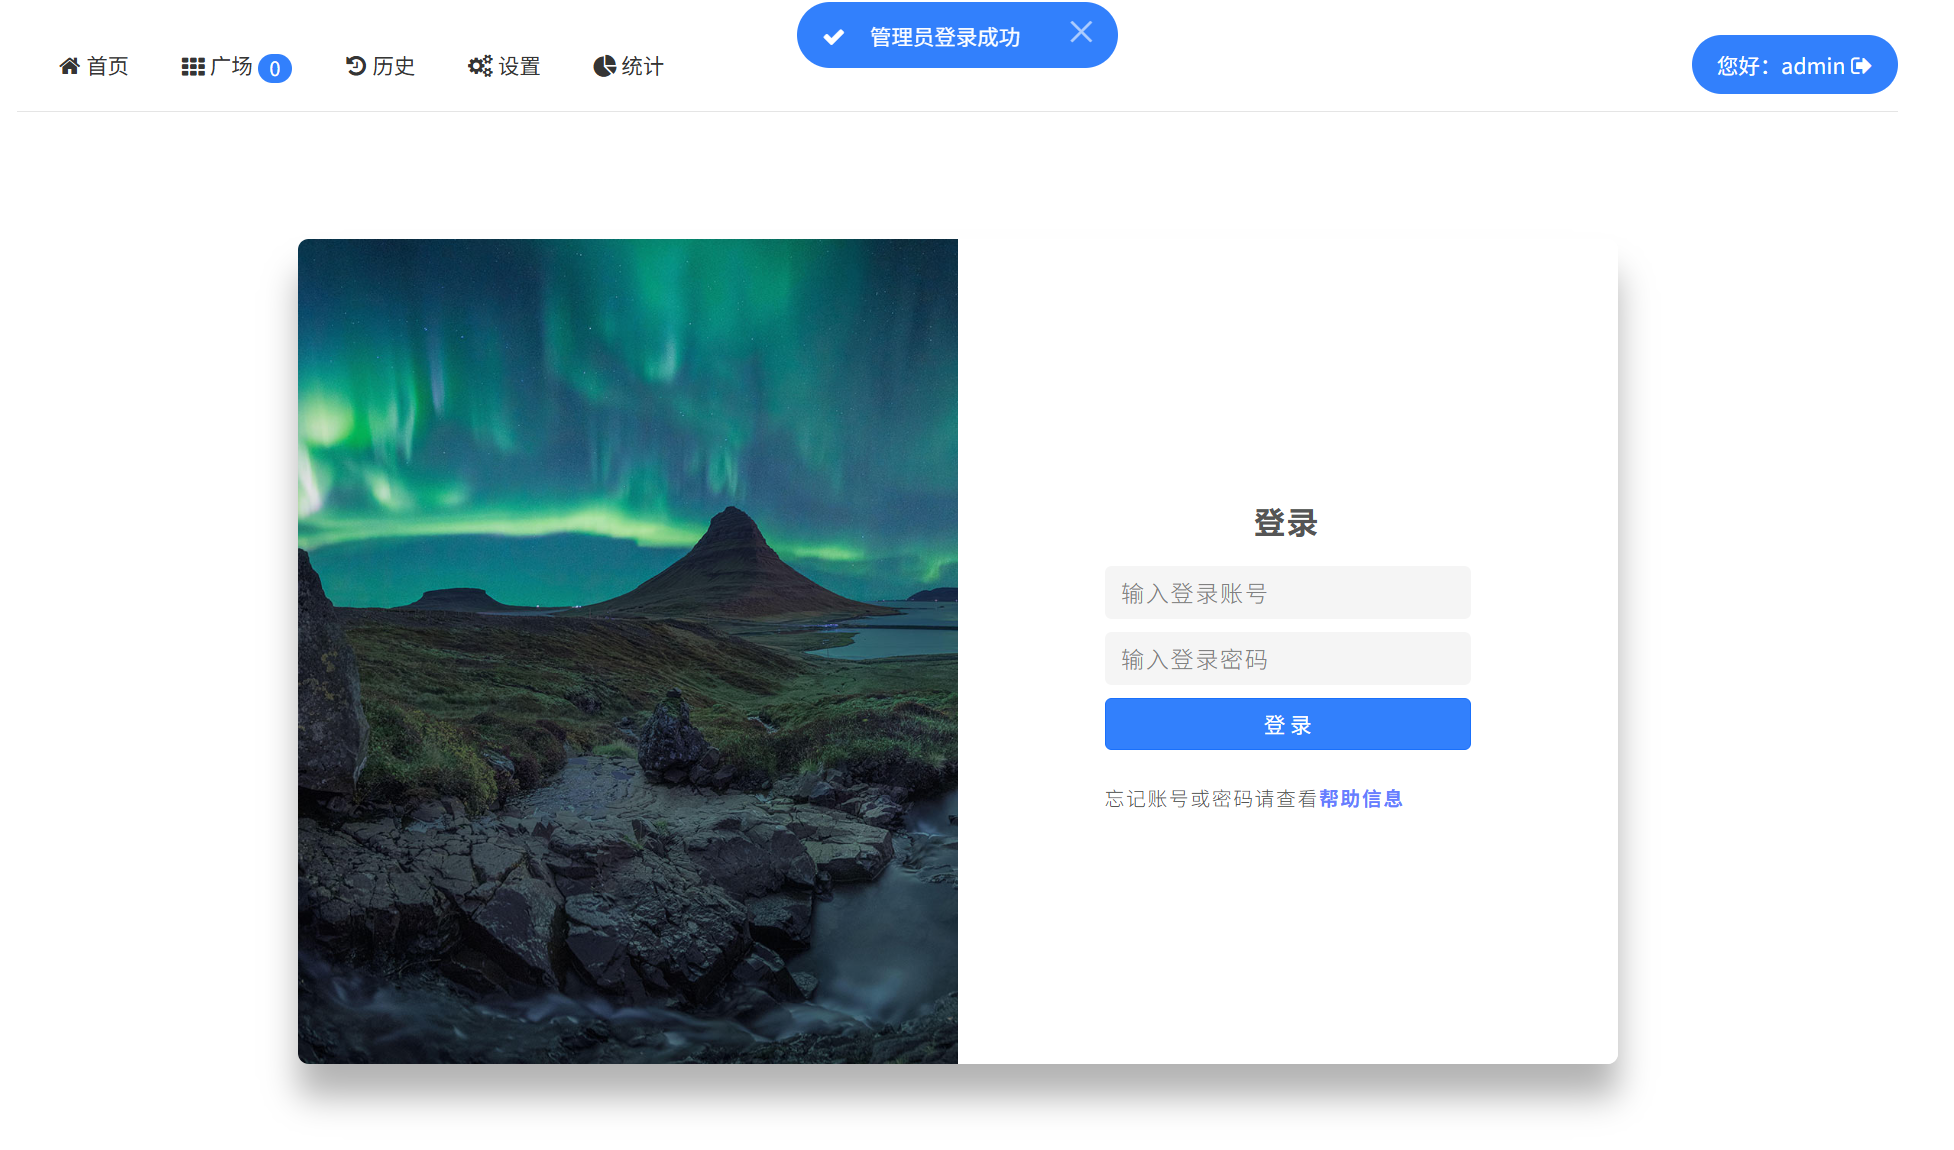 管理员登录成功
首页 广场 0 历史 设置 统计 您好：admin
登录
输入登录账号
输入登录密码
登 录
忘记账号或密码请查看帮助信息